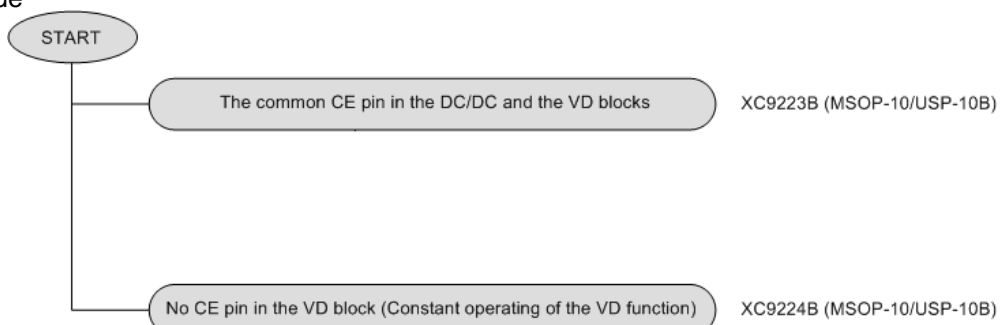 START
The common CE pin in the DC/DC and the VD blocks XC9223B (MSOP-10/USP-10B)
No CE pin in the VD block (Constant operating of the VD function) XC9224B (MSOP-10/USP-10B)